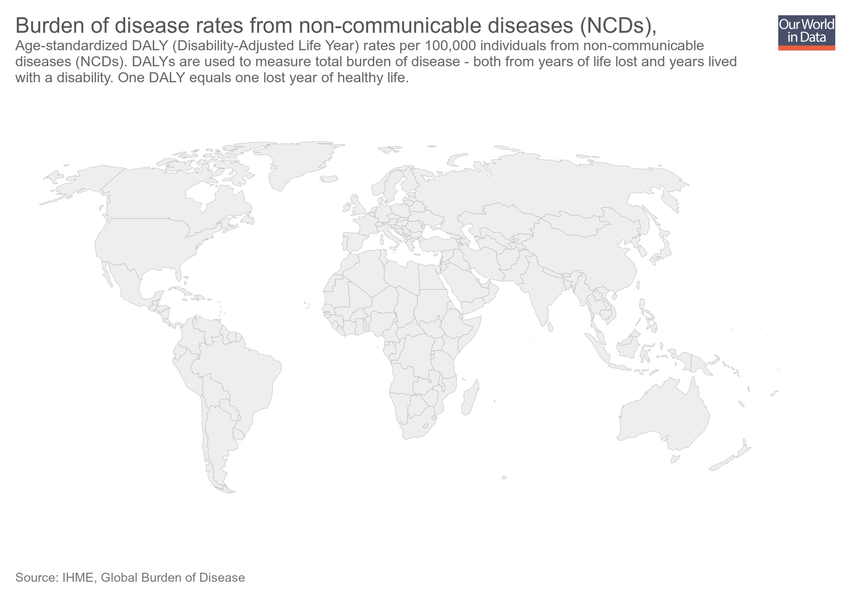 Burden of disease rates from non-communicable diseases (NCDs),
Age-standardized DALY (Disability-Adjusted Life Year) rates per 100,000 individuals from non-communicable
diseases (NCDs). DALYs are used to measure total burden of disease - both from years of life lost and years lived
with a disability. One DALY equals one lost year of healthy life.
Our World
in Data
Source: IHME, Global Burden of Disease